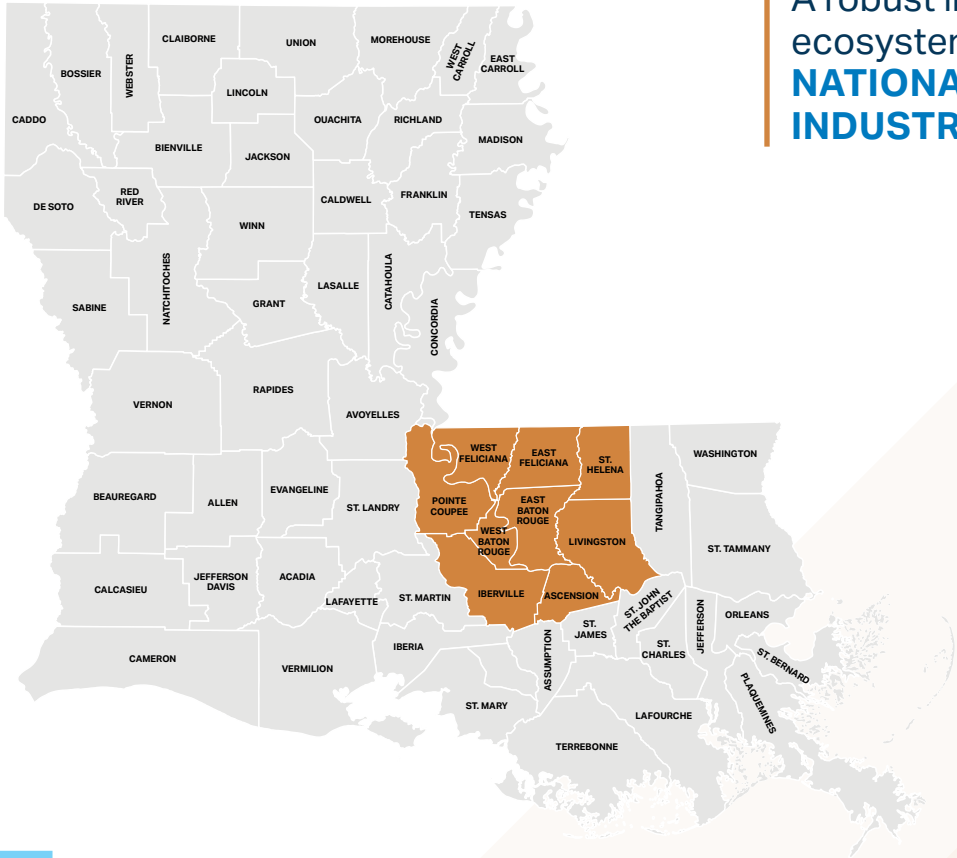 A robust
ecosystem
NATIONA
INDUSTR
CLAIBORNE
UNION
MOREHOUSE
WEST
CARROLL
EAST
CARROLL
BOSSIER
WEBSTER
LINCOLN
CADDO
OUACHITA
RICHLAND
MADISON
BIENVILLE
JACKSON
DE SOTO
RED
RIVER
CALDWELL
FRANKLIN
TENSAS
WINN
NATCHITOCHES
LASALLE
CATAHOULA
SABINE
GRANT
CONCORDIA
VERNON
RAPIDES
AVOYELLES
WEST
FELICIANA
EAST
FELICIANA
ST.
HELENA
WASHINGTON
BEAUREGARD
ALLEN
EVANGELINE
ST. LANDRY
POINTE
COUPEE
EAST
BATON
ROUGE
TANGIPAHOA
WEST
BATON
ROUGE
LIVINGSTON
ST. TAMMANY
CALCASIEU
JEFFERSON
DAVIS
ACADIA
LAFAYETTE
ST. MARTIN
IBERVILLE
ASCENSION
ST. JOHN
THE BAPTIST
JEFFERSON
ORLEANS
CAMERON
VERMILION
IBERIA
ASSUMPTION
ST.
JAMES
ST.
CHARLES
ST. BERNARD
PLAQUEMINES
ST. MARY
LAFOURCHE
TERREBONNE